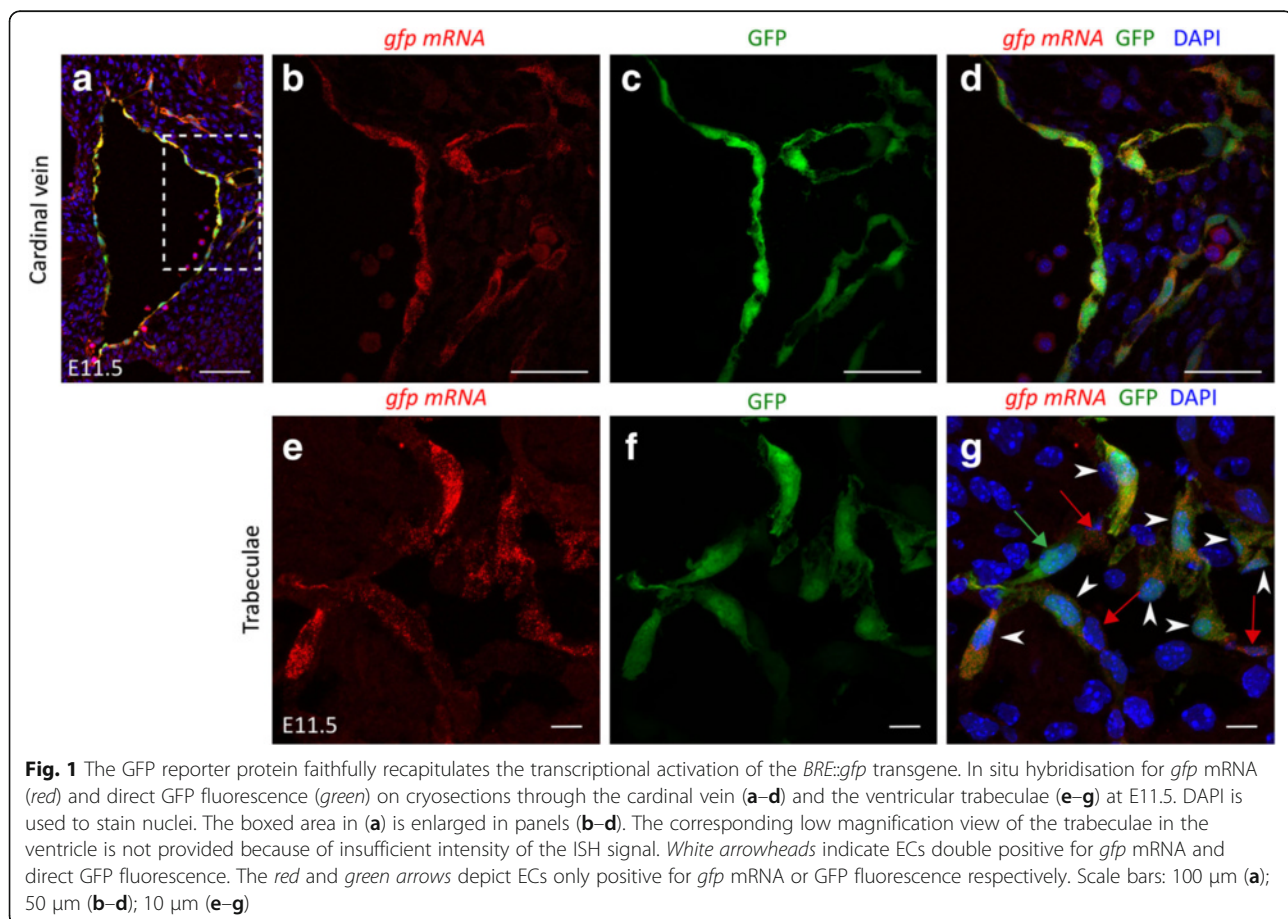 gfp mRNA GFP gfp mRNA GFP DAPI
a b c d
Cardinal vein
E11.5
gfp mRNA GFP gfp mRNA GFP DAPI
e f g
Trabeculae
E11.5
Fig. 1 The GFP reporter protein faithfully recapitulates the transcriptional activation of the BRE::gfp transgene. In situ hybridisation for gfp mRNA
(red) and direct GFP fluorescence (green) on cryosections through the cardinal vein (a–d) and the ventricular trabeculae (e–g) at E11.5. DAPI is
used to stain nuclei. The boxed area in (a) is enlarged in panels (b–d). The corresponding low magnification view of the trabeculae in the
ventricle is not provided because of insufficient intensity of the ISH signal. White arrowheads indicate ECs double positive for gfp mRNA and
direct GFP fluorescence. The red and green arrows depict ECs only positive for gfp mRNA or GFP fluorescence respectively. Scale bars: 100 μm (a);
50 μm (b–d); 10 μm (e–g)